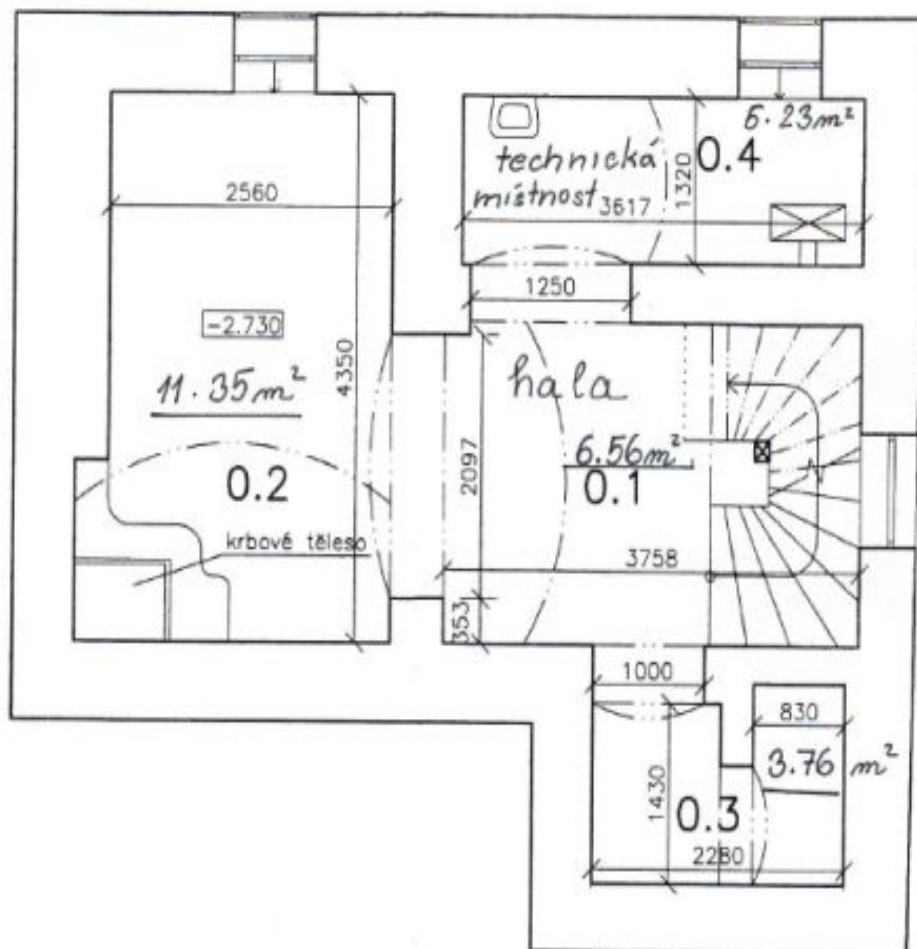 6.23m²
0.4
technická
místnost
3617
1320
2560
1250
-2.730
4350
11.35m²
hala
2097
6.56m²
0.1
0.2
krbové těleso
3758
353
1000
830
3.76 m²
1430
0.3
2280